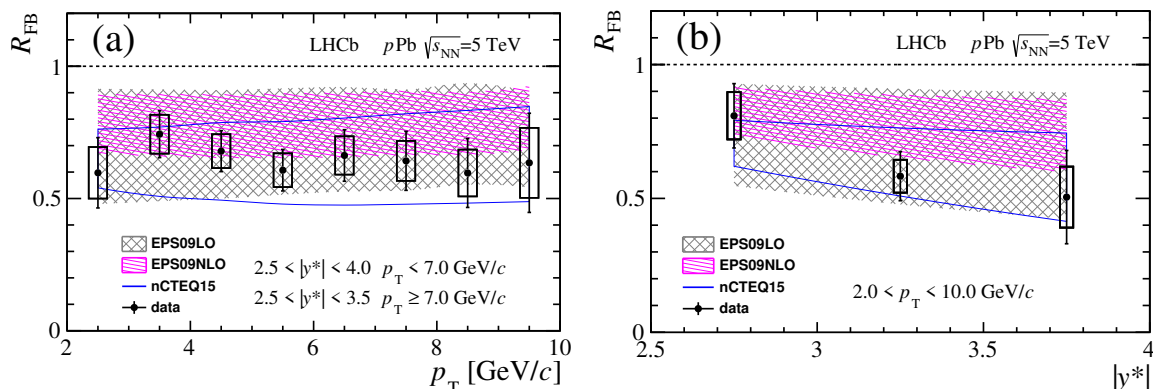 R_FB
(a)
LHCb pPb √s_NN=5 TeV
1
0.5
0
EPS09LO
EPS09NLO
nCTEQ15
data
2.5 < |y*| < 4.0 p_T < 7.0 GeV/c
2.5 < |y*| < 3.5 p_T ≥ 7.0 GeV/c
2 4 6 8 10
p_T [GeV/c]
R_FB
(b)
LHCb pPb √s_NN=5 TeV
1
0.5
0
EPS09LO
EPS09NLO
nCTEQ15
data
2.0 < p_T < 10.0 GeV/c
2.5 3 3.5 4
|y*|